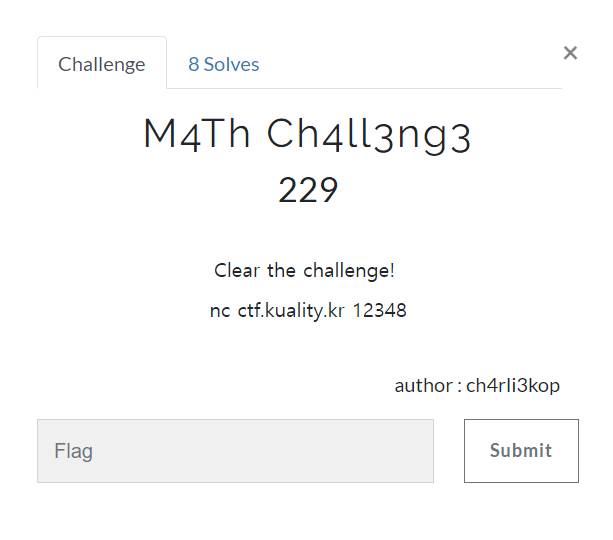 Challenge 8 Solves ×
M4Th Ch4ll3ng3
229
Clear the challenge!
nc ctf.kuality.kr 12348
author : ch4rli3kop
Flag Submit